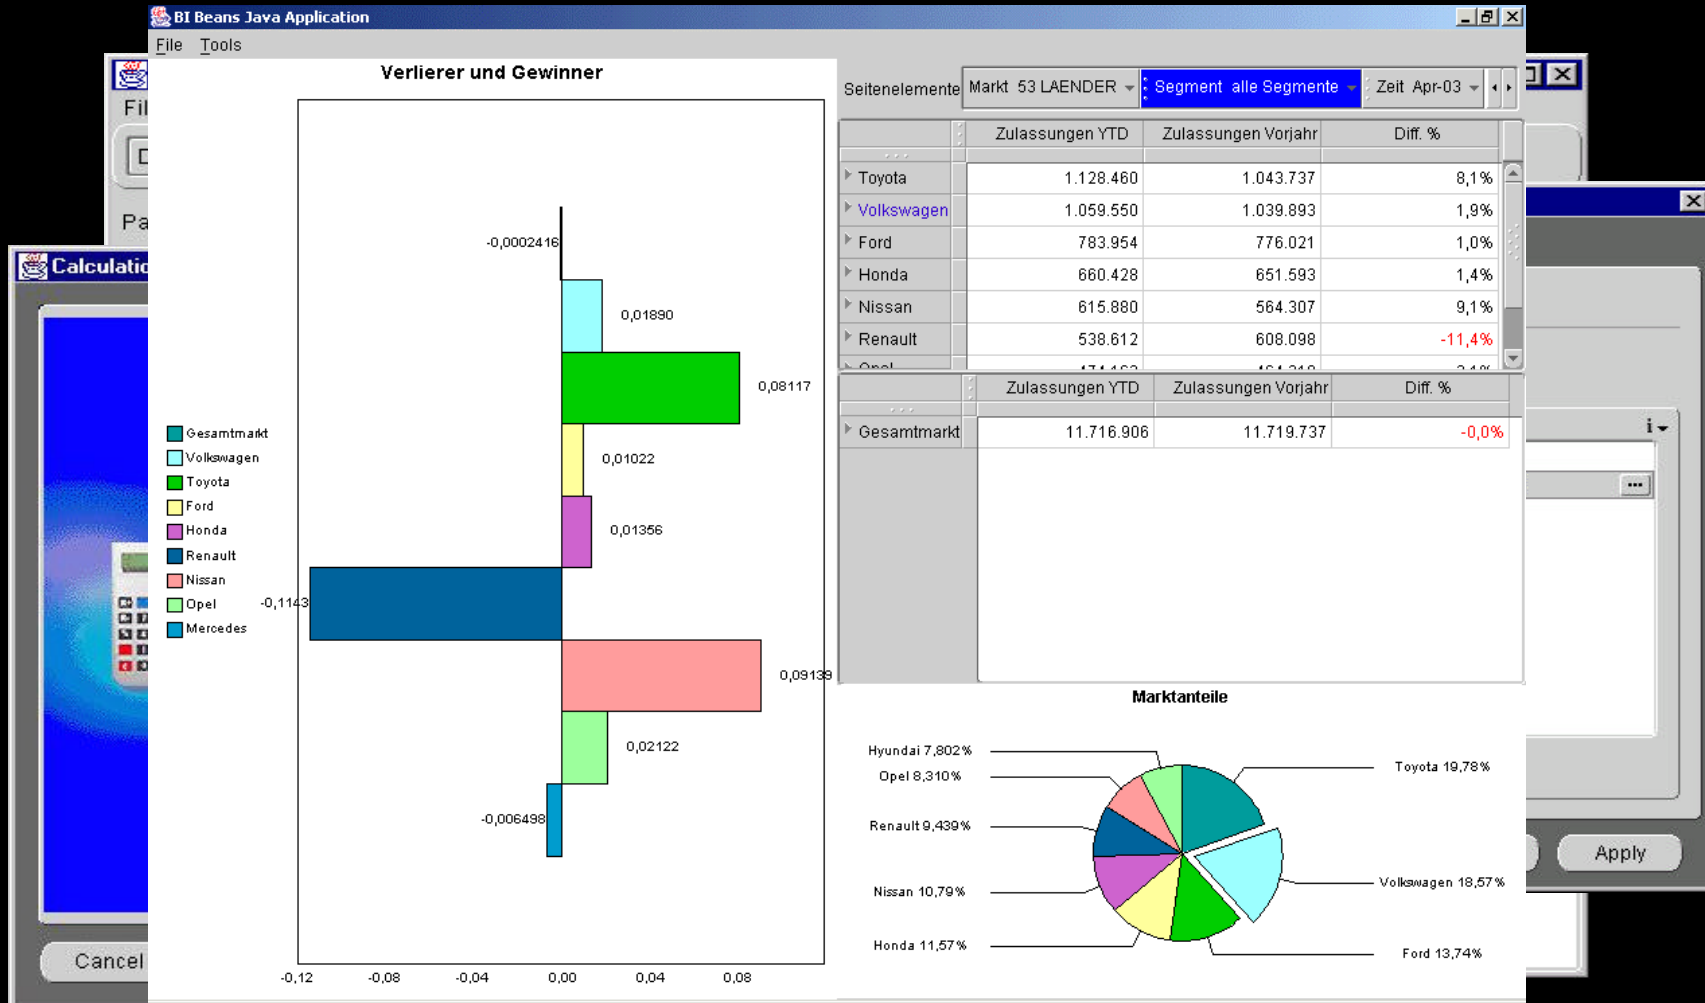 BI Beans Java Application
File Tools
Verlierer und Gewinner
-0,0002416
0,01890
0,08117
0,01022
0,01356
-0,1143
0,09139
0,02122
-0,006498
Gesamtmarkt
Volkswagen
Toyota
Ford
Honda
Renault
Nissan
Opel
Mercedes
-0,12 -0,08 -0,04 0,00 0,04 0,08
Seitenelemente Markt 53 LAENDER Segment alle Segmente Zeit Apr-03
Zulassungen YTD Zulassungen Vorjahr Diff. %
Toyota 1.128.460 1.043.737 8,1%
Volkswagen 1.059.550 1.039.893 1,9%
Ford 783.954 776.021 1,0%
Honda 660.428 651.593 1,4%
Nissan 615.880 564.307 9,1%
Renault 538.612 608.098 -11,4%
Zulassungen YTD Zulassungen Vorjahr Diff. %
Gesamtmarkt 11.716.906 11.719.737 -0,0%
Marktanteile
Hyundai 7,802%
Opel 8,310%
Toyota 19,78%
Renault 9,439%
Volkswagen 18,57%
Nissan 10,79%
Honda 11,57%
Ford 13,74%
Fil
Pa
Calculatio
Cancel
i
...
Apply